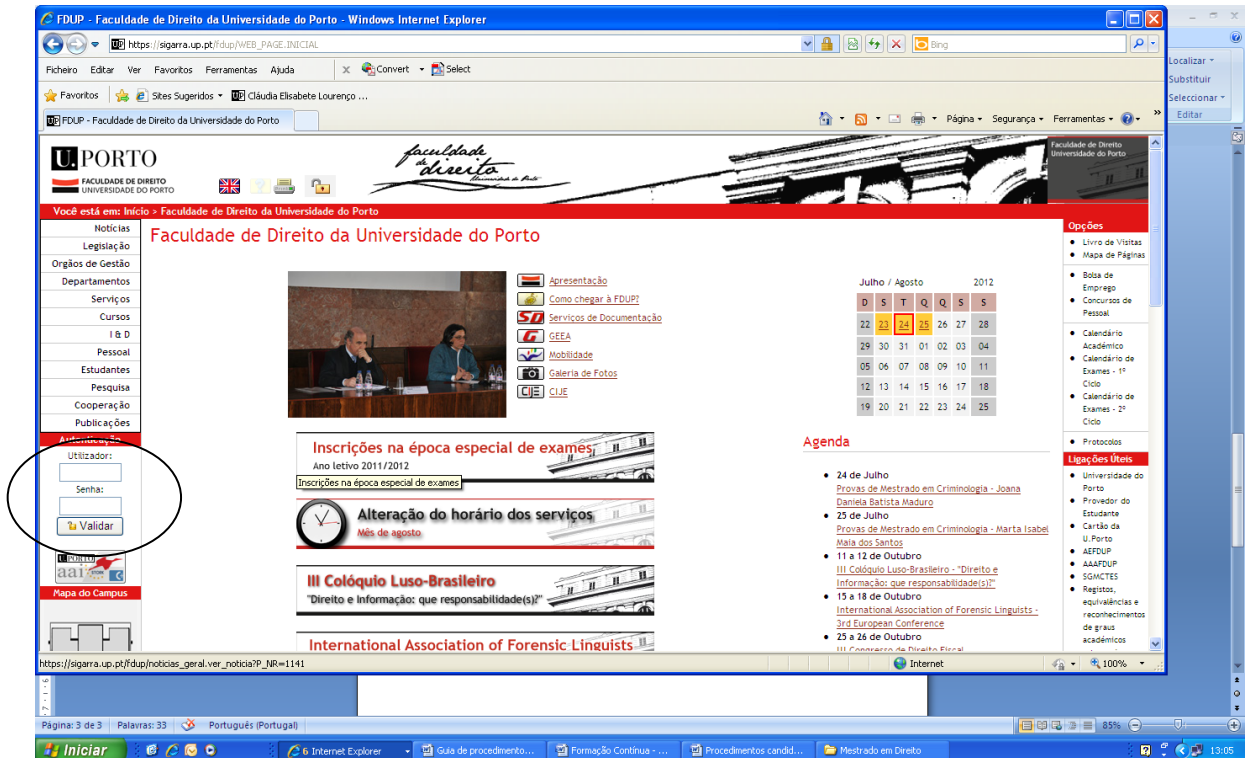 FDUP - Faculdade de Direito da Universidade do Porto - Windows Internet Explorer
https://sigarra.up.pt/fdup/WEB_PAGE.INICIAL
Bing
Ficheiro Editar Ver Favoritos Ferramentas Ajuda
x Convert Select
Favoritos Sites Sugeridos Cláudia Elisabete Lourenço ...
FDUP - Faculdade de Direito da Universidade do Porto
Página Segurança Ferramentas
Localizar
Substituir
Seleccionar
Editar
U. PORTO
FACULDADE DE DIREITO
UNIVERSIDADE DO PORTO
faculdade
de direito
Universidade do Porto
Faculdade de Direito
Universidade do Porto
Você está em: Início > Faculdade de Direito da Universidade do Porto
Notícias
Legislação
Orgãos de Gestão
Departamentos
Serviços
Cursos
I & D
Pessoal
Estudantes
Pesquisa
Cooperação
Publicações
Autenticação
Utilizador:
Senha:
Validar
U.PORTO
aai
Mapa do Campus
Faculdade de Direito da Universidade do Porto
Apresentação
Como chegar à FDUP?
SD Serviços de Documentação
G GEEA
Mobilidade
Galeria de Fotos
CIJE CIJE
Inscrições na época especial de exames
Ano letivo 2011/2012
Inscrições na época especial de exames
Alteração do horário dos serviços
Mês de agosto
III Colóquio Luso-Brasileiro
"Direito e Informação: que responsabilidade(s)?"
International Association of Forensic Linguists
Julho / Agosto 2012
D S T Q Q S S
22 23 24 25 26 27 28
29 30 31 01 02 03 04
05 06 07 08 09 10 11
12 13 14 15 16 17 18
19 20 21 22 23 24 25
Agenda
24 de Julho
Provas de Mestrado em Criminologia - Joana
Daniela Batista Maduro
25 de Julho
Provas de Mestrado em Criminologia - Marta Isabel
Maia dos Santos
11 a 12 de Outubro
III Colóquio Luso-Brasileiro - "Direito e
Informação: que responsabilidade(s)?"
15 a 18 de Outubro
International Association of Forensic Linguists -
3rd European Conference
25 a 26 de Outubro
III Congresso de Direito Fiscal
Opções
Livro de Visitas
Mapa de Páginas
Bolsa de
Emprego
Concursos de
Pessoal
Calendário
Académico
Calendário de
Exames - 1º
Ciclo
Calendário de
Exames - 2º
Ciclo
Protocolos
Ligações Úteis
Universidade do
Porto
Provedor do
Estudante
Cartão da
U.Porto
AEFDUP
AAAFDUP
SGMCTES
Registos,
equivalências e
reconhecimentos
de graus
académicos
https://sigarra.up.pt/fdup/noticias_geral.ver_noticia?P_NR=1141
Internet
100%
Página: 3 de 3 Palavras: 33 Português (Portugal)
85%
Iniciar
6 Internet Explorer
Guia de procedimento...
Formação Contínua - ...
Procedimentos candid...
Mestrado em Direito
13:05